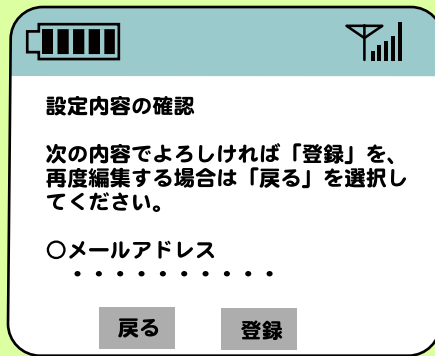 設定内容の確認
次の内容でよろしければ「登録」を、
再度編集する場合は「戻る」を選択し
てください。
○メールアドレス
・・・・・・・・・・
戻る
登録